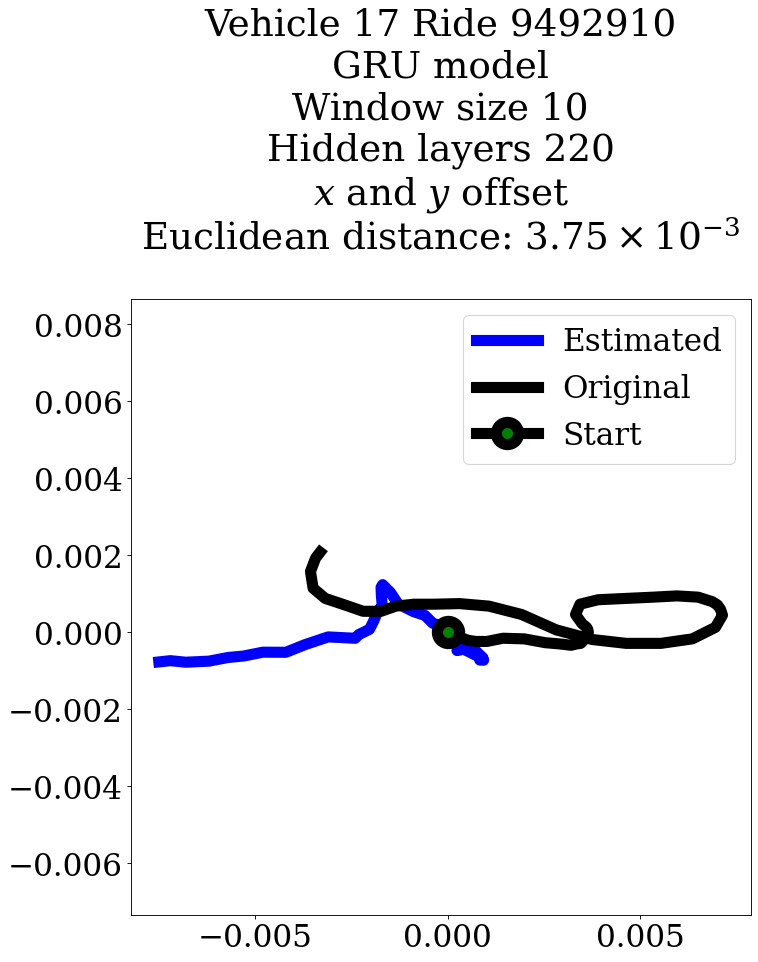 Vehicle 17 Ride 9492910
GRU model
Window size 10
Hidden layers 220
x and y offset
Euclidean distance: 3.75 × 10⁻³
Estimated
Original
Start
0.008
0.006
0.004
0.002
0.000
−0.002
−0.004
−0.006
−0.005 0.000 0.005